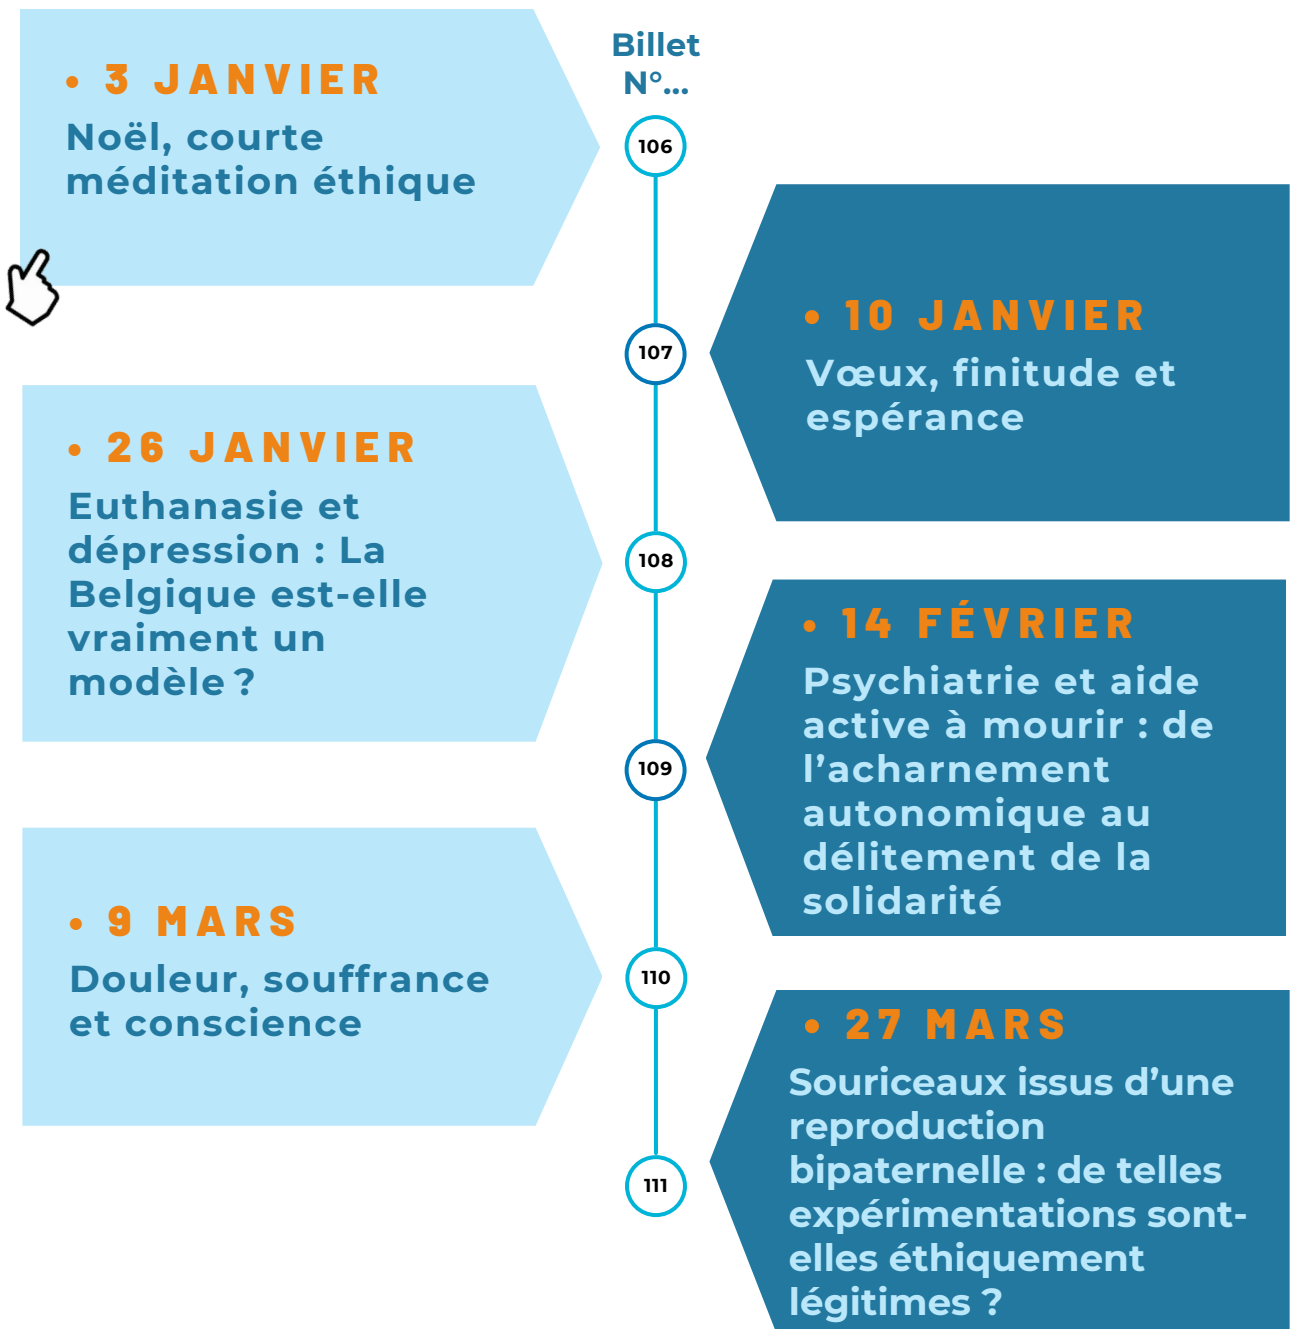 Billet
N°...
• 3 JANVIER
Noël, courte
méditation éthique
106
107
• 10 JANVIER
Vœux, finitude et
espérance
• 26 JANVIER
Euthanasie et
dépression : La
Belgique est-elle
vraiment un
modèle ?
108
109
• 14 FÉVRIER
Psychiatrie et aide
active à mourir : de
l’acharnement
autonomique au
délitement de la
solidarité
• 9 MARS
Douleur, souffrance
et conscience
110
111
• 27 MARS
Souriceaux issus d’une
reproduction
bipaternelle : de telles
expérimentations sont-
elles éthiquement
légitimes ?